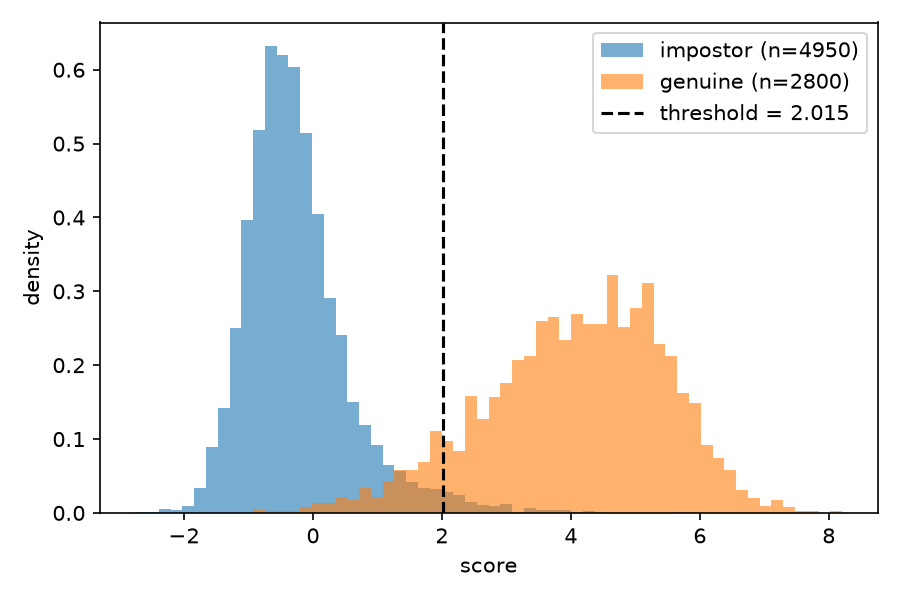 impostor (n=4950)
genuine (n=2800)
threshold = 2.015
density
0.6
0.5
0.4
0.3
0.2
0.1
0.0
−2
0
2
4
6
8
score